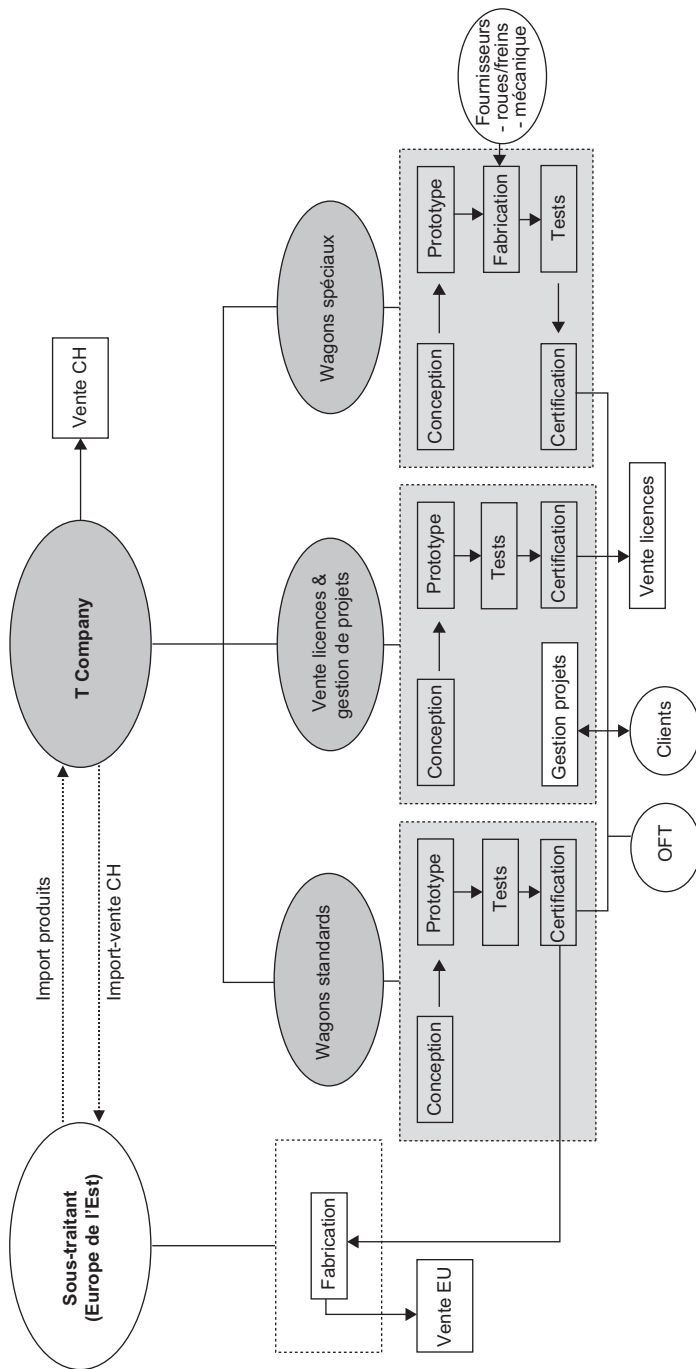 Sous-traitant
(Europe de l'Est)
Import produits
Import-vente CH
T Company
Vente CH
Wagons standards
Vente licences &
gestion de projets
Wagons spéciaux
Fabrication
Vente EU
Conception
Prototype
Tests
Certification
Conception
Prototype
Tests
Certification
Gestion projets
Conception
Prototype
Fabrication
Tests
Certification
Fournisseurs
- roues/freins
- mécanique
OFT
Clients
Vente licences